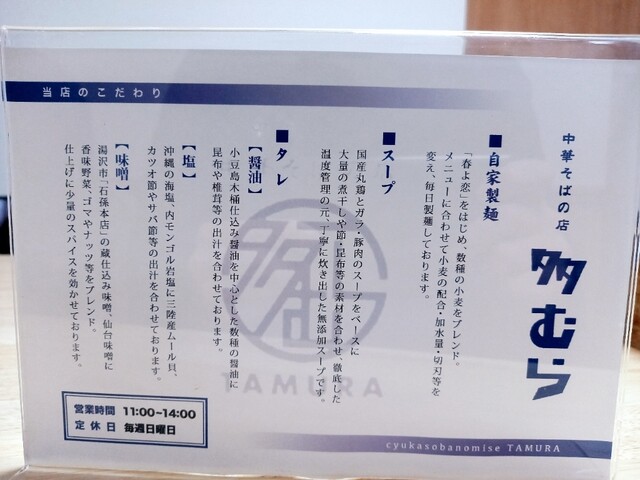 当店のこだわり
中華そばの店
多むら
■自家製麺
「春よ恋」をはじめ、数種の小麦をブレンド。
メニューに合わせて小麦の配合・加水量・切刃等を
変え、毎日製麺しております。
■スープ
国産丸鶏とガラ・豚肉のスープをベースに
大量の煮干しや節・昆布等の素材を合わせ、徹底した
温度管理の元、丁寧に炊き出した無添加スープです。
■タレ
【醤油】
小豆島木桶仕込み醤油を中心とした数種の醤油に
昆布や椎茸等の出汁を合わせております。
【塩】
沖縄の海塩、内モンゴル岩塩に三陸産ムール貝、
カツオ節やサバ節等の出汁を合わせております。
【味噌】
湯沢市「石孫本店」の蔵仕込み味噌、仙台味噌に
香味野菜、ゴマやナッツ等をブレンド。
仕上げに少量のスパイスを効かせております。
TAMURA
営業時間 11:00~14:00
定休日 毎週日曜日
cyukasobanomise TAMURA